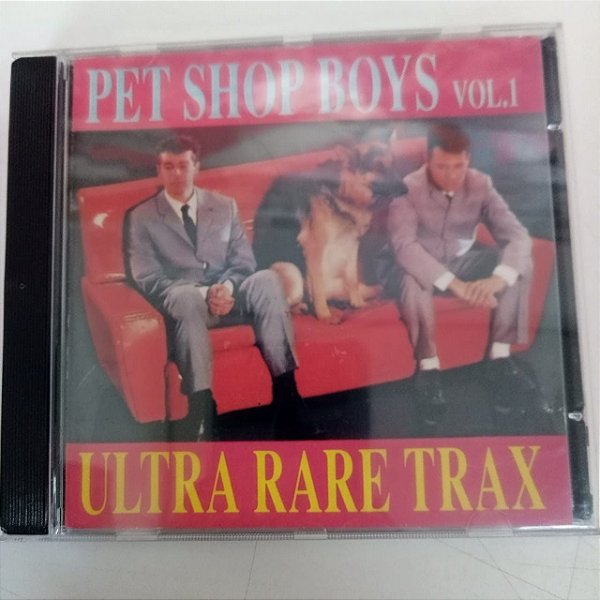 PET SHOP BOYS VOL.1
ULTRA RARE TRAX